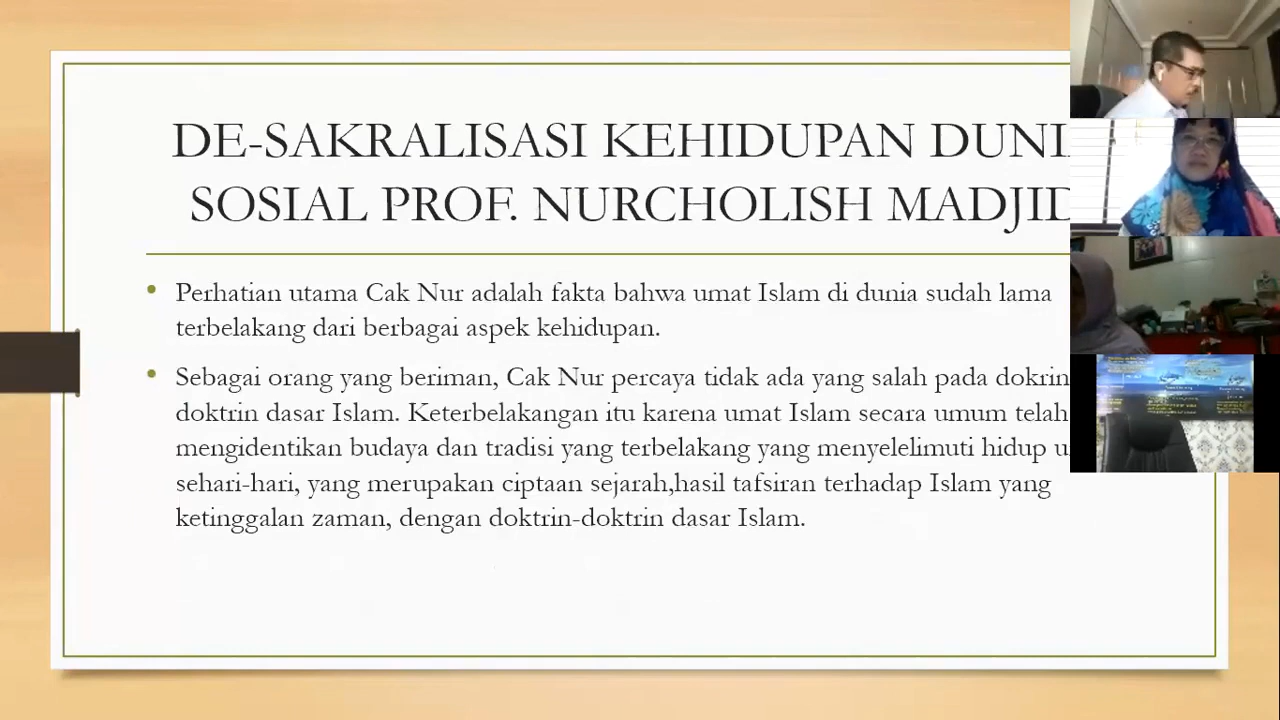 DE-SAKRALISASI KEHIDUPAN DUNI
SOSIAL PROF. NURCHOLISH MADJID
• Perhatian utama Cak Nur adalah fakta bahwa umat Islam di dunia sudah lama
terbelakang dari berbagai aspek kehidupan.
• Sebagai orang yang beriman, Cak Nur percaya tidak ada yang salah pada dokrin
doktrin dasar Islam. Keterbelakangan itu karena umat Islam secara umum telah
mengidentikan budaya dan tradisi yang terbelakang yang menyelelimuti hidup u
sehari-hari, yang merupakan ciptaan sejarah,hasil tafsiran terhadap Islam yang
ketinggalan zaman, dengan doktrin-doktrin dasar Islam.